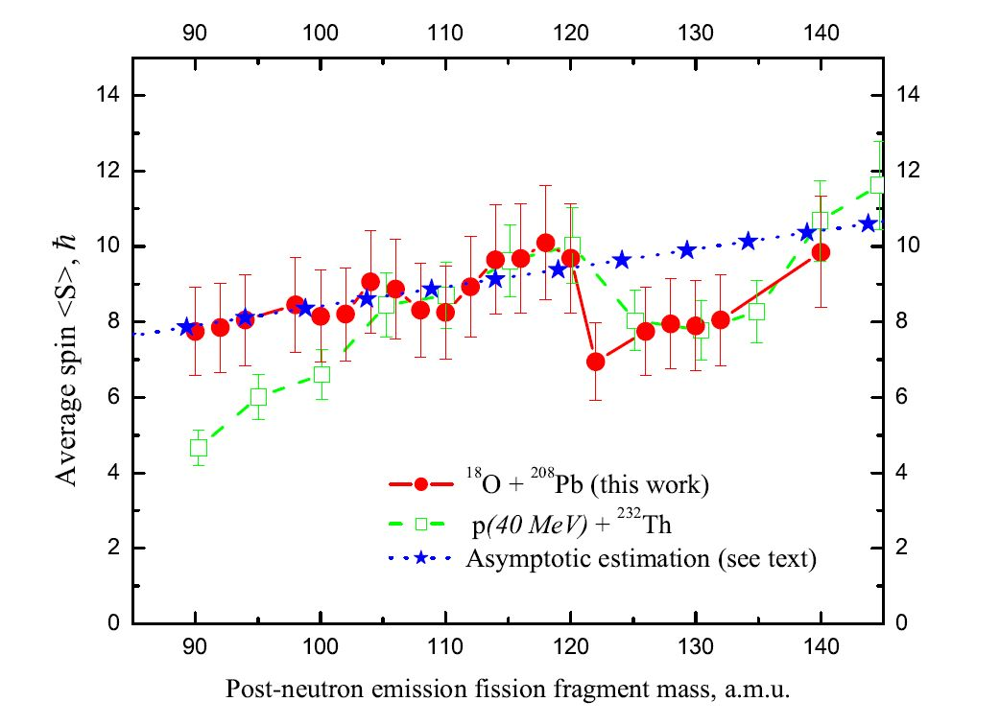 90 100 110 120 130 140
14 14
12 12
10 10
8 8
6 6
4 4
2 2
0 0
Average spin <S>, ℏ
¹⁸O + ²⁰⁸Pb (this work)
p(40 MeV) + ²³²Th
Asymptotic estimation (see text)
90 100 110 120 130 140
Post-neutron emission fission fragment mass, a.m.u.